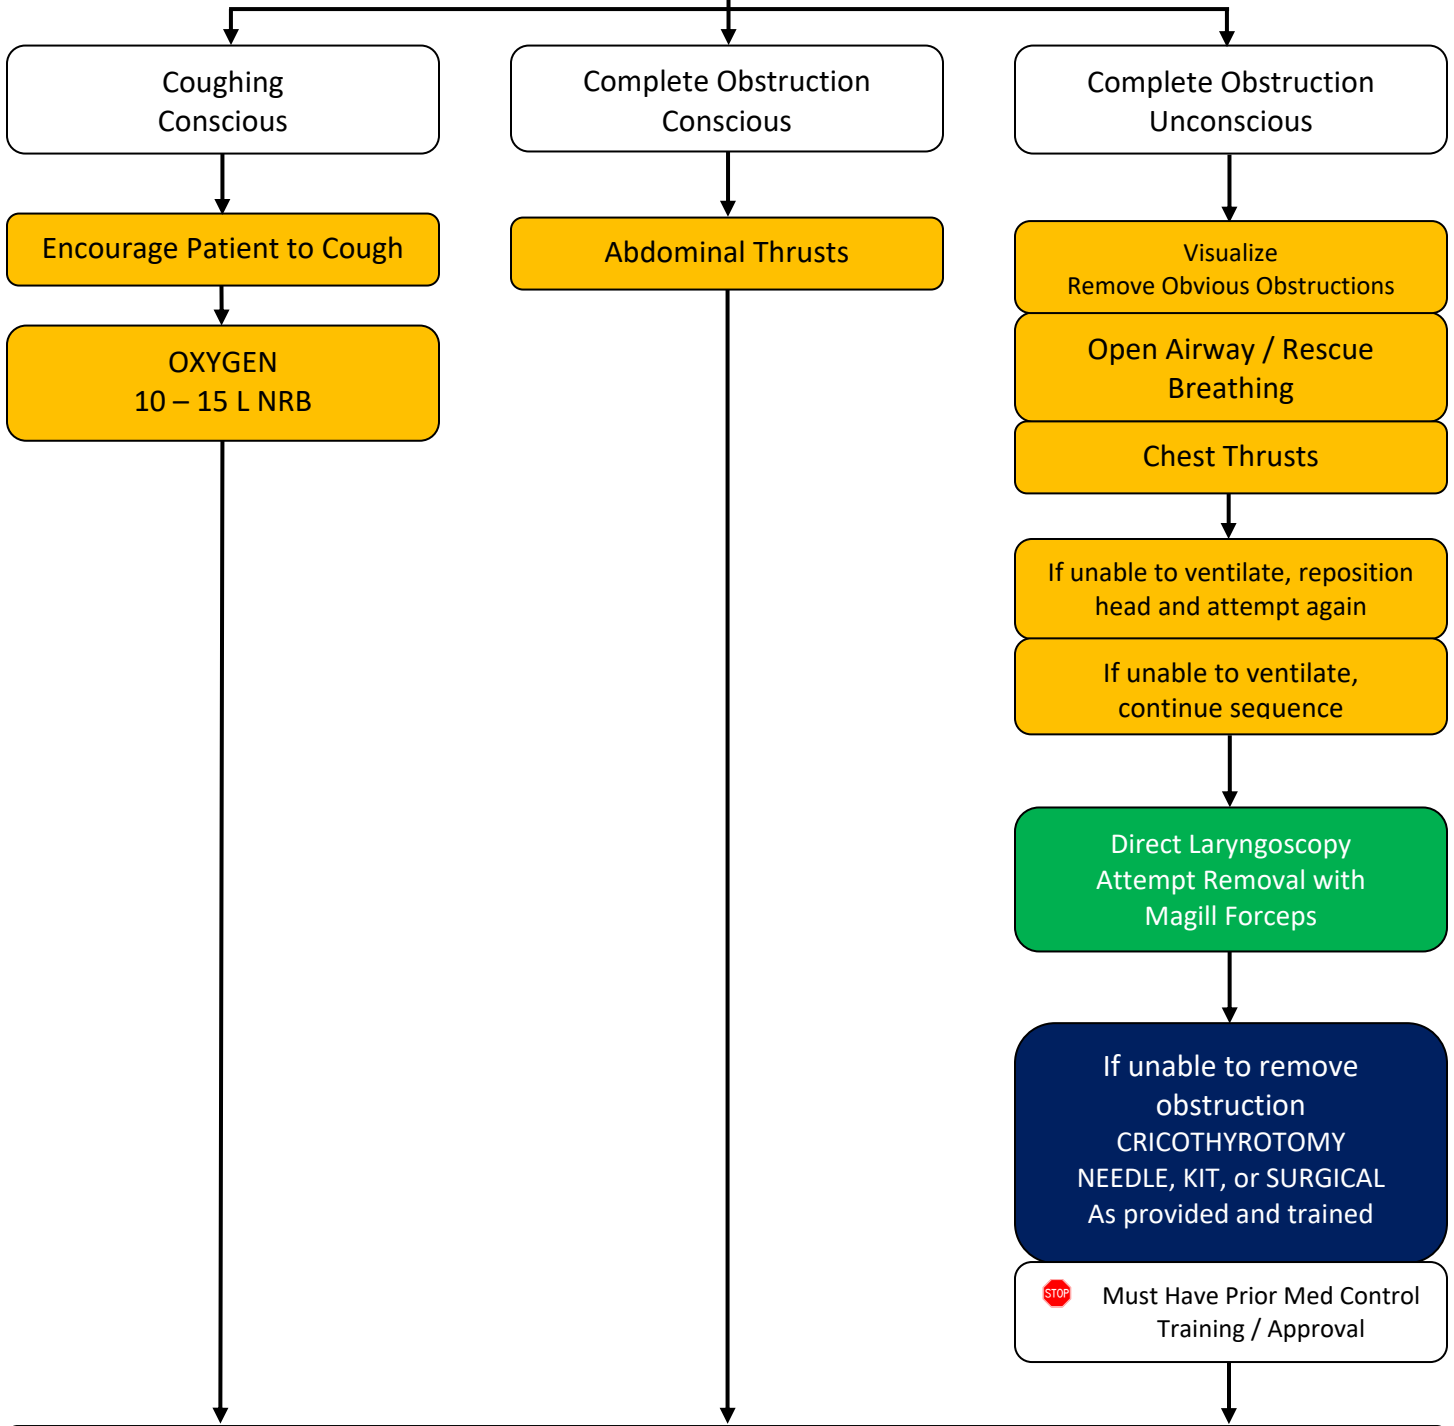 Coughing
Conscious
Complete Obstruction
Conscious
Complete Obstruction
Unconscious
Encourage Patient to Cough
OXYGEN
10 – 15 L NRB
Abdominal Thrusts
Visualize
Remove Obvious Obstructions
Open Airway / Rescue
Breathing
Chest Thrusts
If unable to ventilate, reposition
head and attempt again
If unable to ventilate,
continue sequence
Direct Laryngoscopy
Attempt Removal with
Magill Forceps
If unable to remove
obstruction
CRICOTHYROTOMY
NEEDLE, KIT, or SURGICAL
As provided and trained
STOP Must Have Prior Med Control
Training / Approval